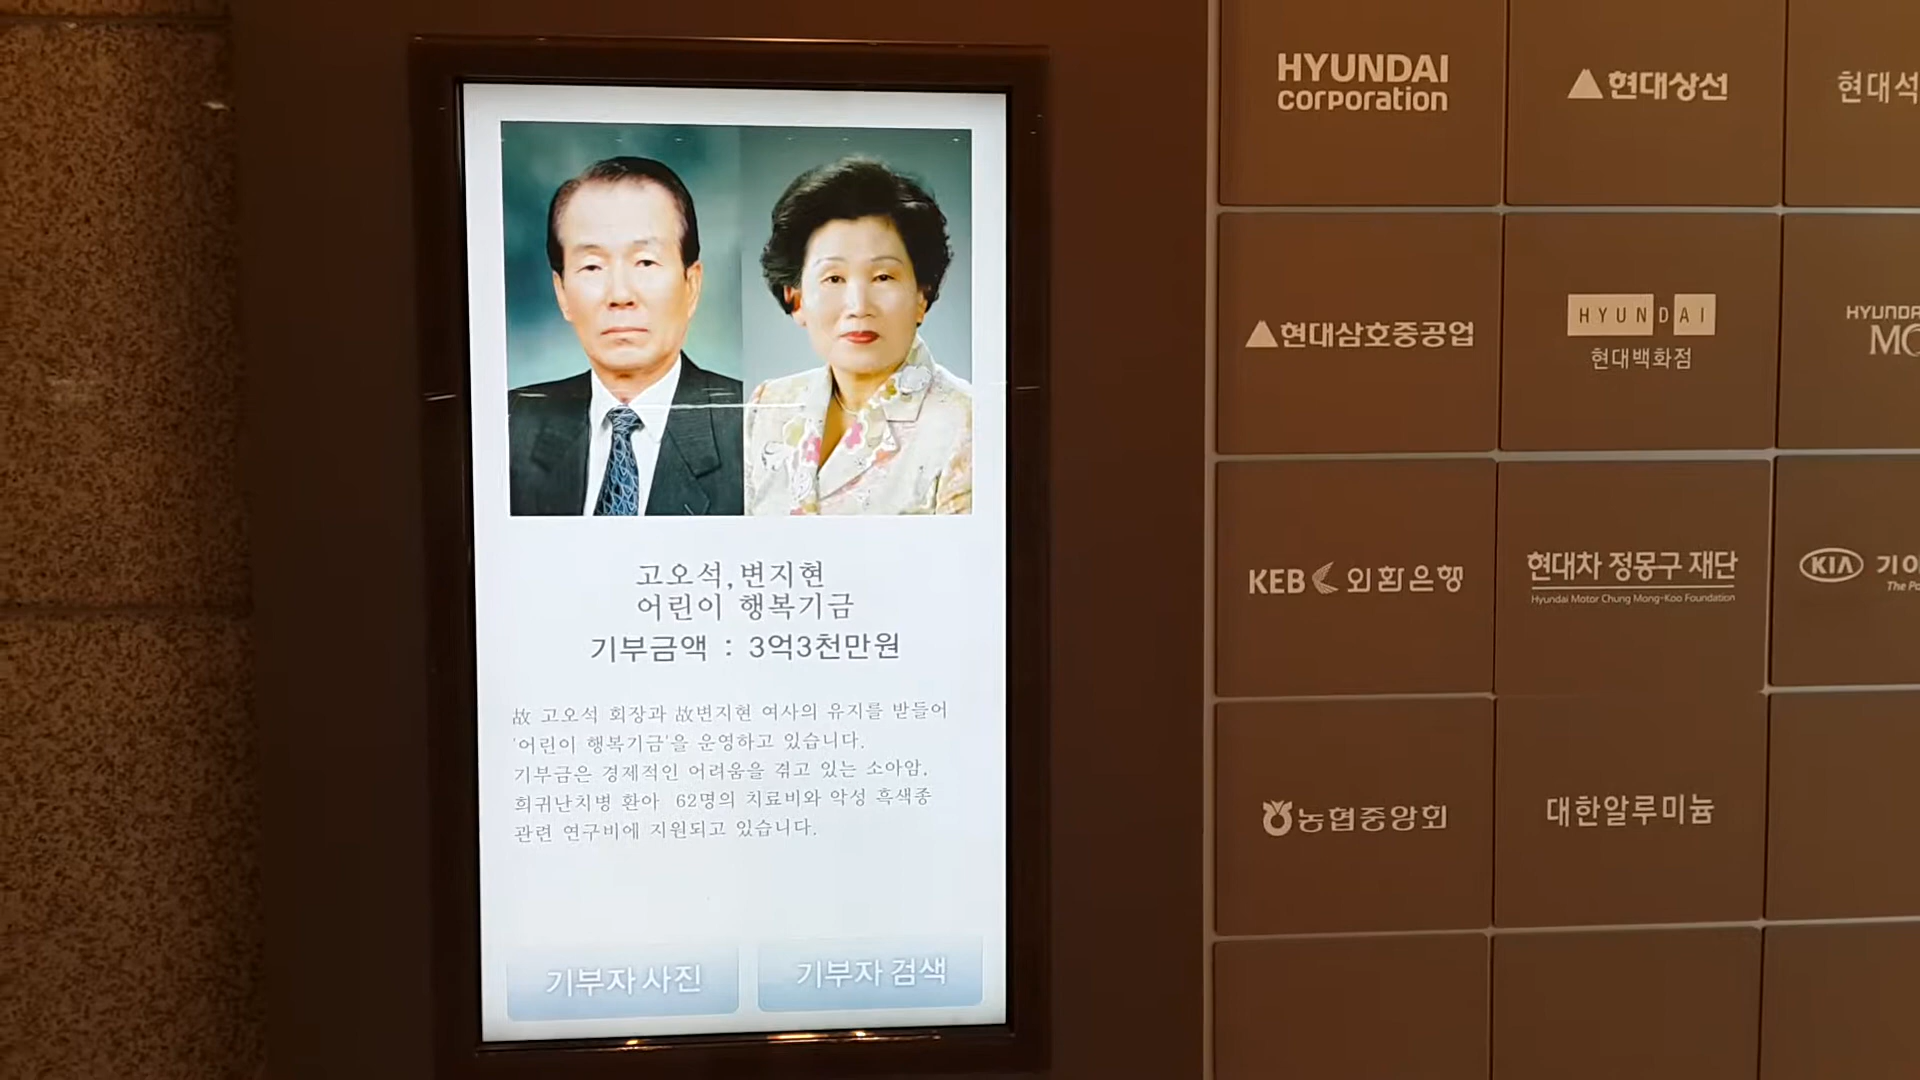 고오석,변지현
어린이 행복기금
기부금액 : 3억3천만원
故 고오석 회장과 故변지현 여사의 유지를 받들어
'어린이 행복기금'을 운영하고 있습니다.
기부금은 경제적인 어려움을 겪고 있는 소아암,
희귀난치병 환아 62명의 치료비와 악성 흑색종
관련 연구비에 지원되고 있습니다.
기부자 사진
기부자 검색
HYUNDAI
corporation
현대상선
현대석
현대삼호중공업
HYUNDAI
현대백화점
KEB 외환은행
현대차 정몽구 재단
Hyundai Motor Chung Mong-Koo Foundation
KIA
The
농협중앙회
대한알루미늄